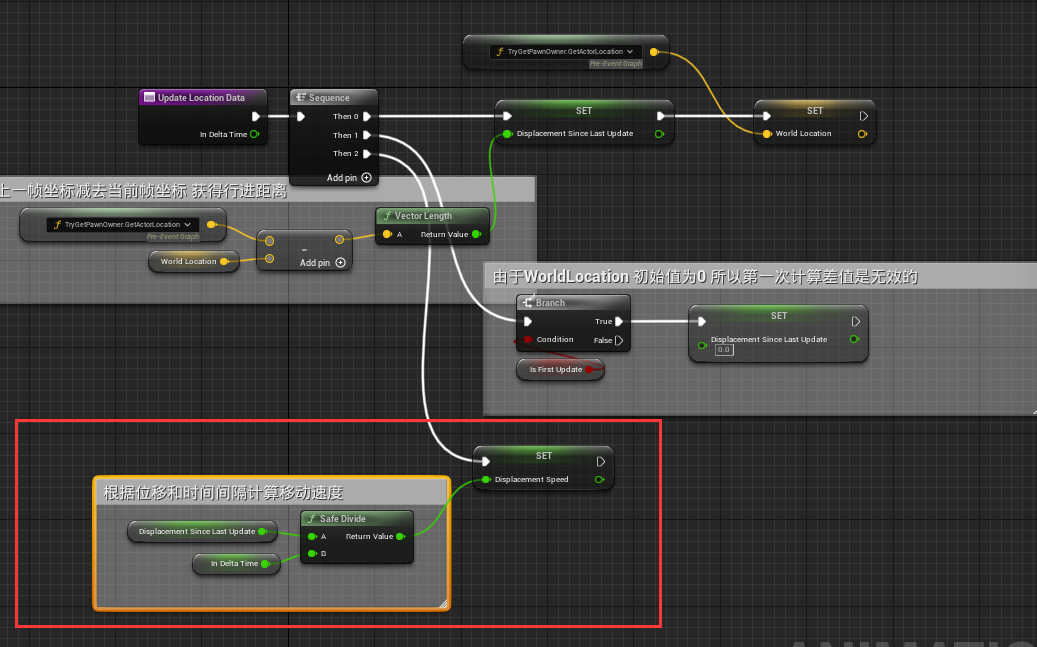 TryGetPawnOwner.GetActorLocation
Pre-Event Graph
Update Location Data
In Delta Time
Sequence
Then 0
Then 1
Then 2
Add pin
SET
Displacement Since Last Update
SET
World Location
上一帧坐标减去当前帧坐标 获得行进距离
TryGetPawnOwner.GetActorLocation
Pre-Event Graph
World Location
Add pin
Vector Length
A Return Value
由于WorldLocation 初始值为0 所以第一次计算差值是无效的
Branch
True
Condition False
Is First Update
SET
Displacement Since Last Update
0.0
SET
Displacement Speed
根据位移和时间间隔计算移动速度
Displacement Since Last Update
In Delta Time
Safe Divide
A Return Value
B